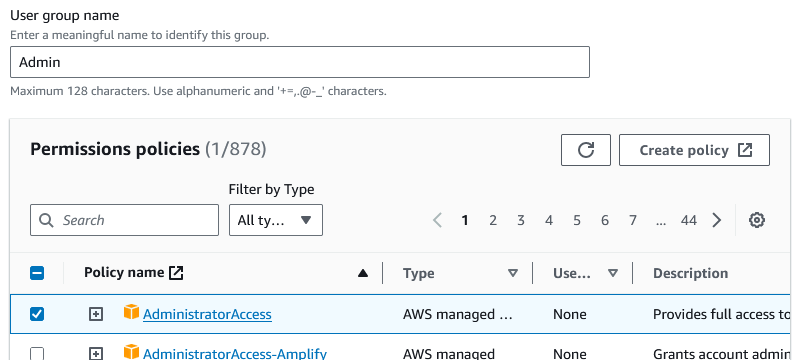 User group name
Enter a meaningful name to identify this group.
Admin
Maximum 128 characters. Use alphanumeric and '+=,.@-_' characters.
Permissions policies (1/878)
Create policy
Filter by Type
Search
All ty...
1 2 3 4 5 6 7 ... 44
Policy name Type Use... Description
AdministratorAccess AWS managed ... None Provides full access to
AdministratorAccess-Amplify AWS managed None Grants account admin